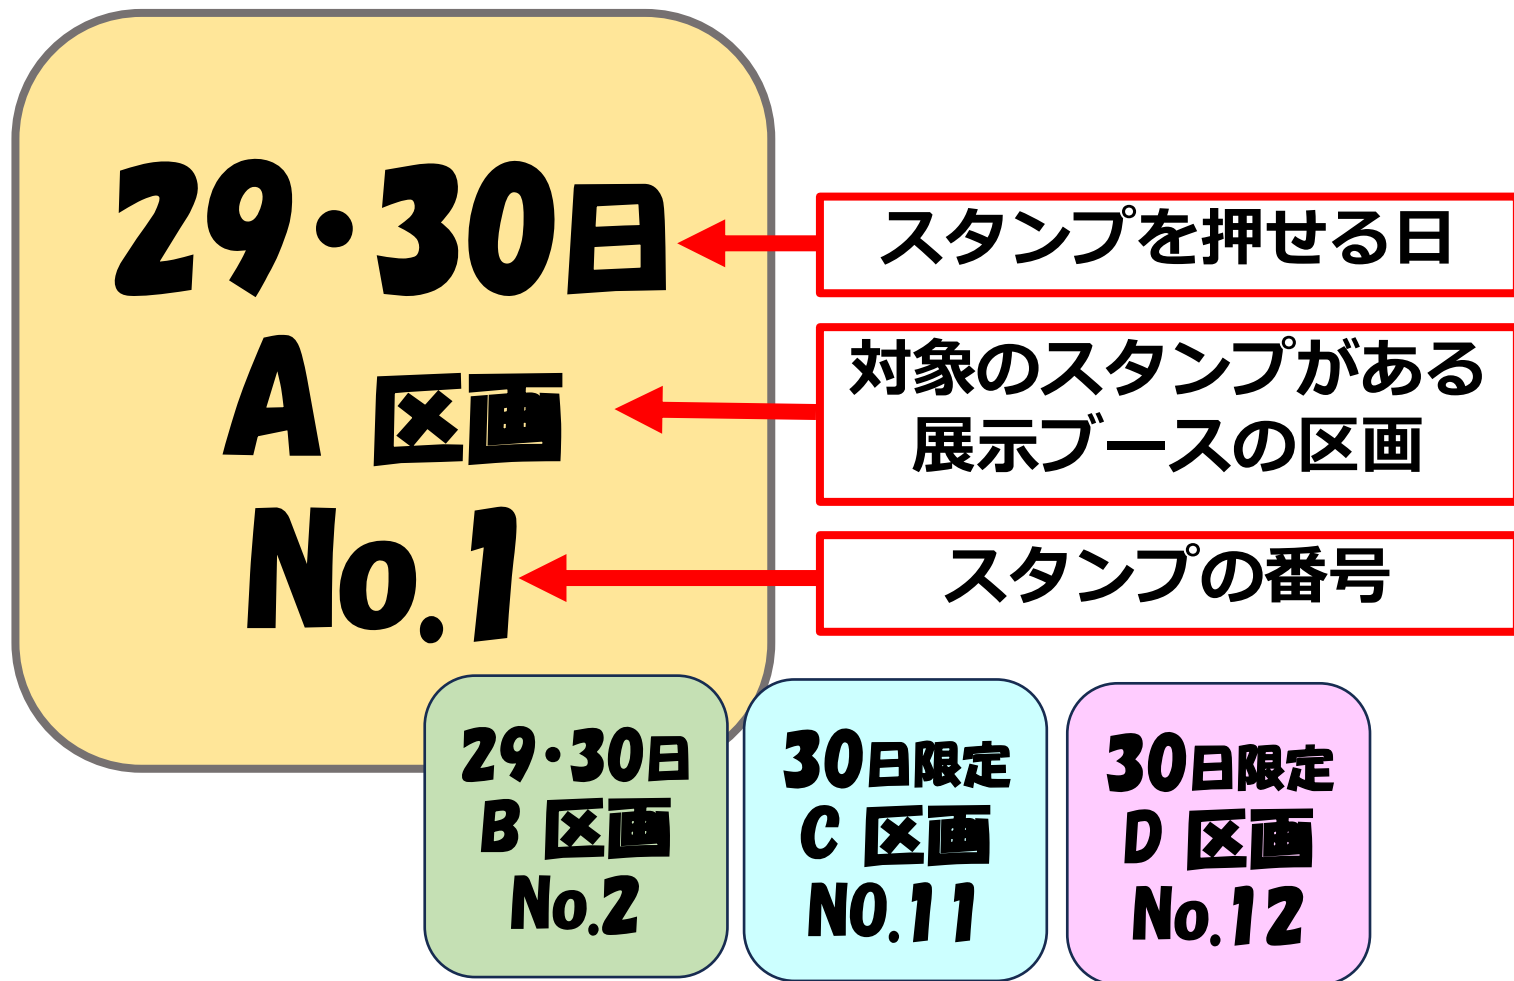 29・30日
A 区画
No.1
スタンプを押せる日
対象のスタンプがある
展示ブースの区画
スタンプの番号
29・30日
B 区画
No.2
30日限定
C 区画
NO.11
30日限定
D 区画
No.12